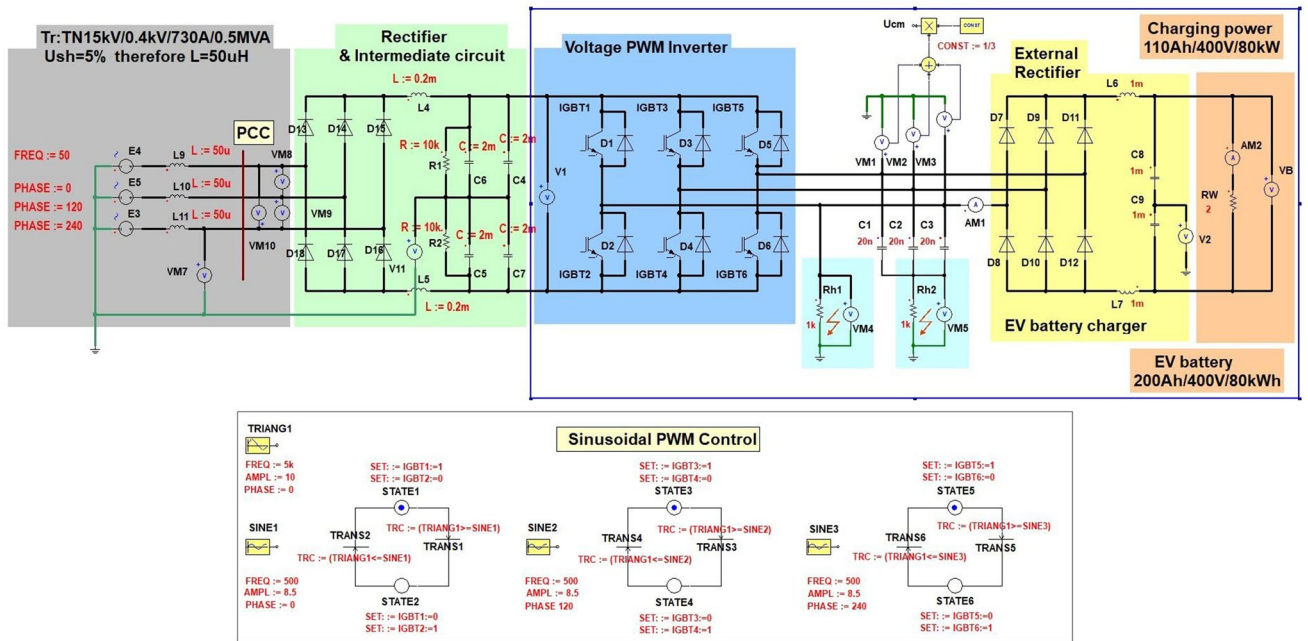 Tr:TN15kV/0.4kV/730A/0.5MVA
Ush=5%  therefore L=50uH
PCC
FREQ := 50
PHASE := 0
PHASE := 120
PHASE := 240
E4
E5
E3
L9
L10
L11
L := 50u
L := 50u
L := 50u
VM8
VM9
VM10
VM7
Rectifier
& Intermediate circuit
L := 0.2m
L4
D13
D14
D15
D18
D17
D16
R := 10k
R1
C := 2m
C := 2m
C6
C4
R := 10k.
R2
C := 2m
C := 2m
C5
C7
V11
L5
L := 0.2m
Voltage PWM Inverter
V1
IGBT1
IGBT3
IGBT5
D1
D3
D5
D2
D4
D6
IGBT2
IGBT4
IGBT6
Ucm
CONST
CONST := 1/3
VM1
VM2
VM3
C1
C2
C3
20n
20n
20n
AM1
Rh1
1k
VM4
Rh2
1k
VM5
External
Rectifier
L6
1m
D7
D9
D11
D8
D10
D12
C8
1m
C9
1m
V2
L7
1m
EV battery charger
Charging power
110Ah/400V/80kW
AM2
RW
2
VB
EV battery
200Ah/400V/80kWh
Sinusoidal PWM Control
TRIANG1
FREQ := 5k
AMPL := 10
PHASE := 0
SINE1
FREQ := 500
AMPL := 8.5
PHASE := 0
SET: := IGBT1:=1
SET: := IGBT2:=0
STATE1
TRANS2
TRC := (TRIANG1>=SINE1)
TRANS1
TRC := (TRIANG1<=SINE1)
STATE2
SET: := IGBT1:=0
SET: := IGBT2:=1
SINE2
FREQ := 500
AMPL := 8.5
PHASE 120
SET: := IGBT3:=1
SET: := IGBT4:=0
STATE3
TRANS4
TRC := (TRIANG1>=SINE2)
TRANS3
TRC := (TRIANG1<=SINE2)
STATE4
SET: := IGBT3:=0
SET: := IGBT4:=1
SINE3
FREQ := 500
AMPL := 8.5
PHASE := 240
SET: := IGBT5:=1
SET: := IGBT6:=0
STATE5
TRANS6
TRC := (TRIANG1>=SINE3)
TRANS5
TRC := (TRIANG1<=SINE3)
STATE6
SET: := IGBT5:=0
SET: := IGBT6:=1